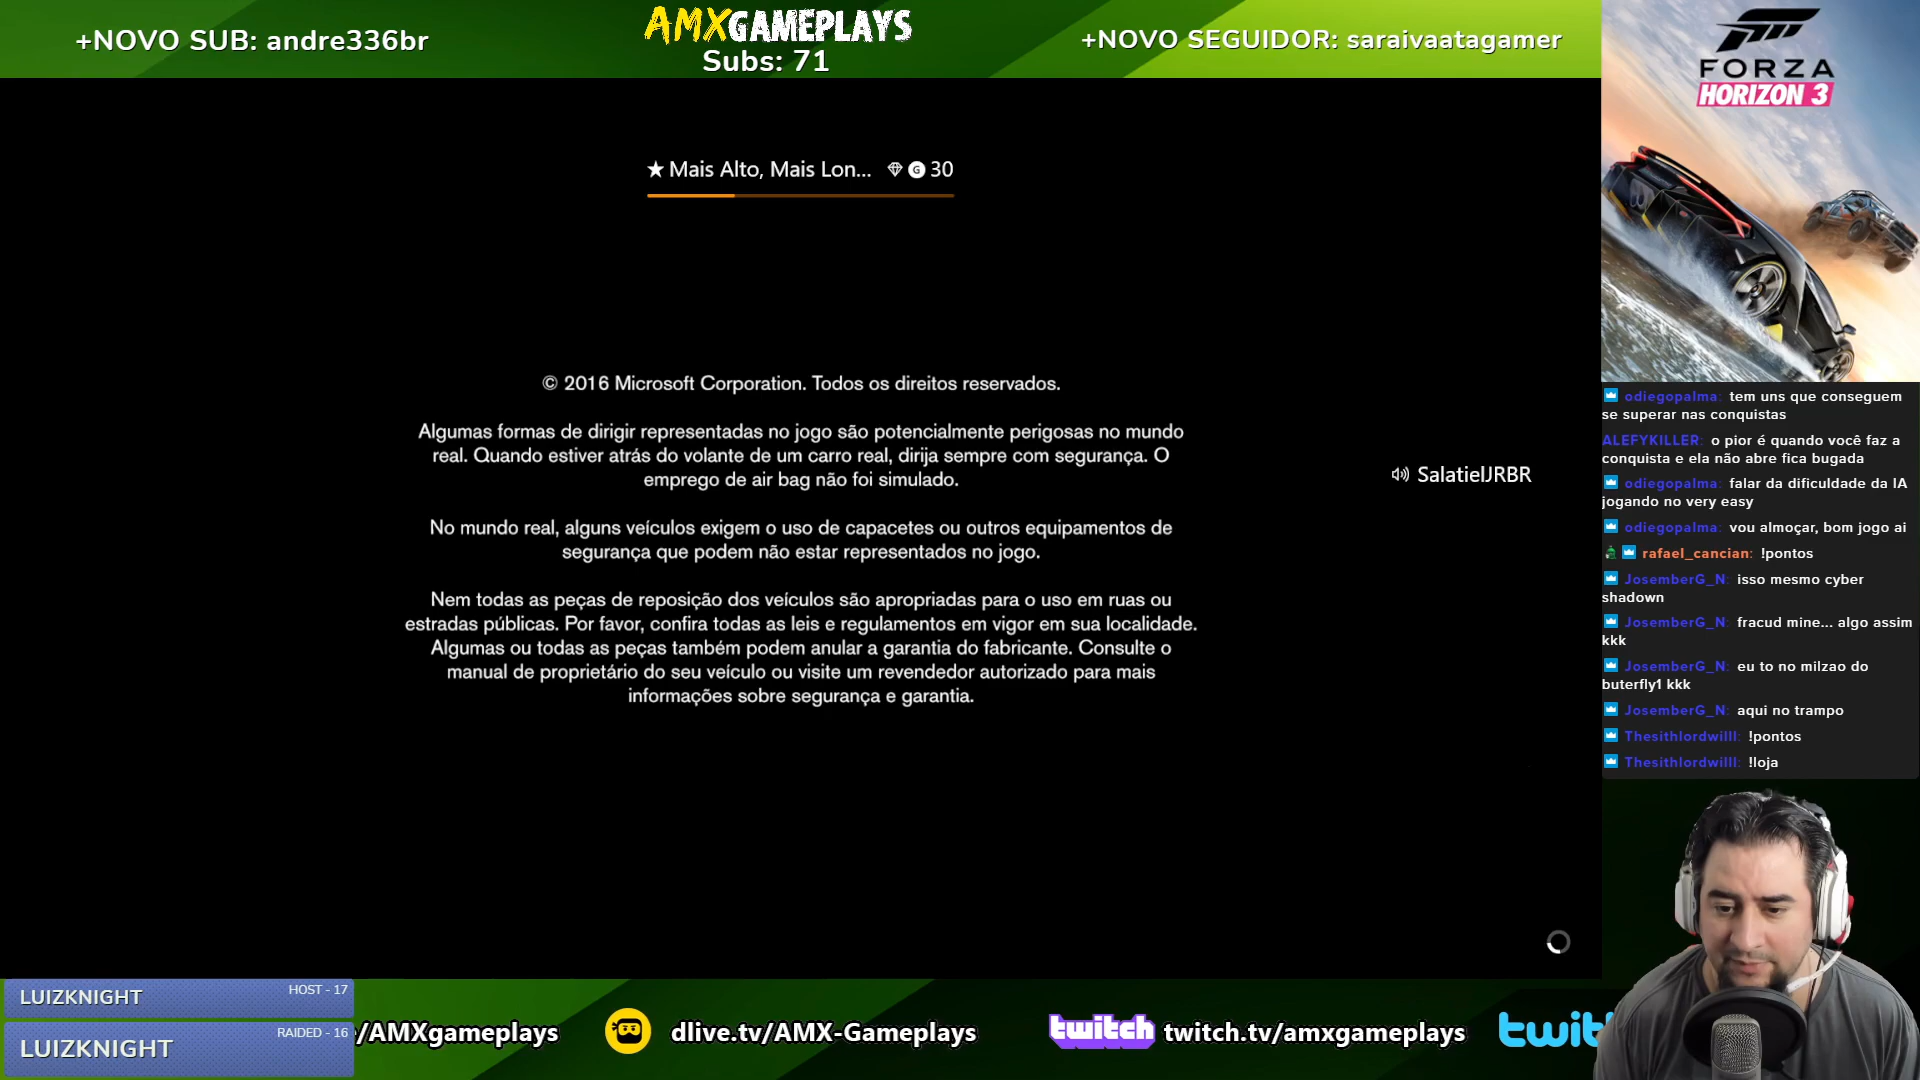 +NOVO SUB: andre336br
AMXGAMEPLAYS
Subs: 71
+NOVO SEGUIDOR: saraivaatagamer
FORZA
HORIZON 3
★ Mais Alto, Mais Lon... G 30
© 2016 Microsoft Corporation. Todos os direitos reservados.
Algumas formas de dirigir representadas no jogo são potencialmente perigosas no mundo
real. Quando estiver atrás do volante de um carro real, dirija sempre com segurança. O
emprego de air bag não foi simulado.
No mundo real, alguns veículos exigem o uso de capacetes ou outros equipamentos de
segurança que podem não estar representados no jogo.
Nem todas as peças de reposição dos veículos são apropriadas para o uso em ruas ou
estradas públicas. Por favor, confira todas as leis e regulamentos em vigor em sua localidade.
Algumas ou todas as peças também podem anular a garantia do fabricante. Consulte o
manual de proprietário do seu veículo ou visite um revendedor autorizado para mais
informações sobre segurança e garantia.
SalatielJRBR
odiegopalma: tem uns que conseguem
se superar nas conquistas
ALEFYKILLER: o pior é quando você faz a
conquista e ela não abre fica bugada
odiegopalma: falar da dificuldade da IA
jogando no very easy
odiegopalma: vou almoçar, bom jogo ai
rafael_cancian: !pontos
JosemberG_N: isso mesmo cyber
shadown
JosemberG_N: fracud mine... algo assim
kkk
JosemberG_N: eu to no milzao do
buterfly1 kkk
JosemberG_N: aqui no trampo
Thesithlordwilll: !pontos
Thesithlordwilll: !loja
LUIZKNIGHT HOST - 17
LUIZKNIGHT RAIDED - 16
/AMXgameplays
dlive.tv/AMX-Gameplays
twitch twitch.tv/amxgameplays
twit